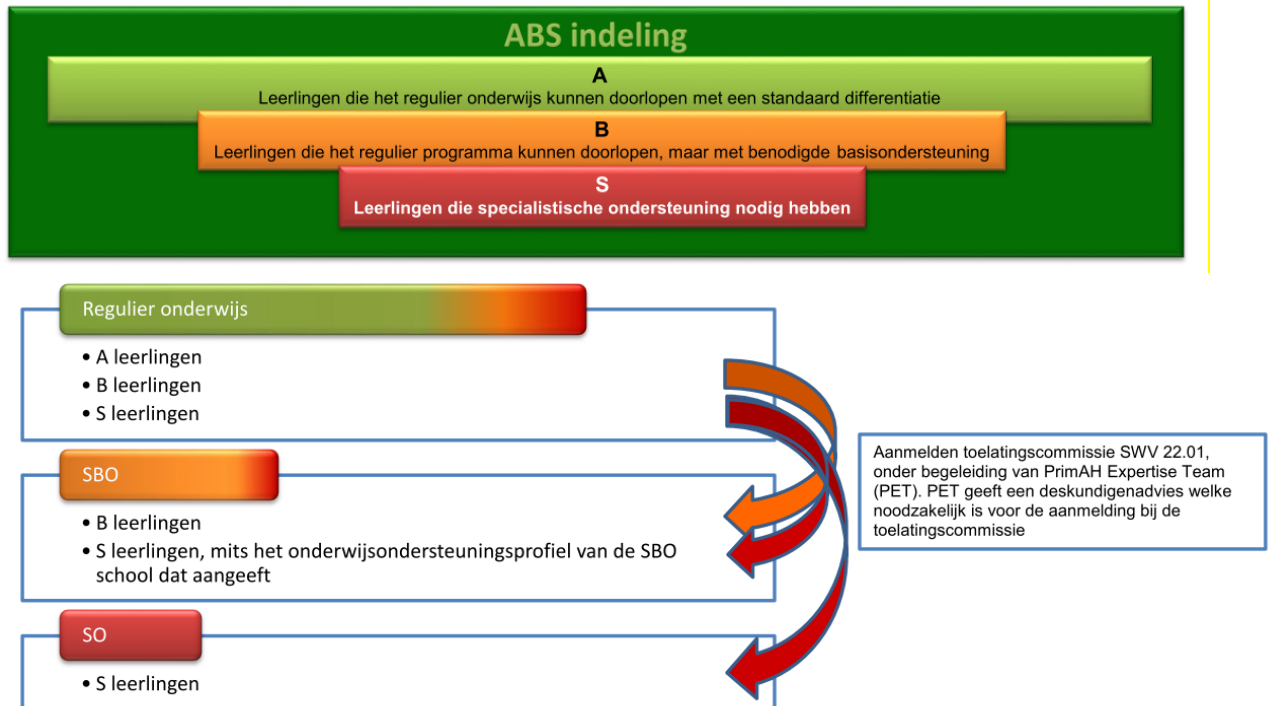 ABS indeling
A
Leerlingen die het regulier onderwijs kunnen doorlopen met een standaard differentiatie
B
Leerlingen die het regulier programma kunnen doorlopen, maar met benodigde basisondersteuning
S
Leerlingen die specialistische ondersteuning nodig hebben
Regulier onderwijs
• A leerlingen
• B leerlingen
• S leerlingen
SBO
• B leerlingen
• S leerlingen, mits het onderwijsondersteuningsprofiel van de SBO
school dat aangeeft
SO
• S leerlingen
Aanmelden toelatingscommissie SWV 22.01,
onder begeleiding van PrimAH Expertise Team
(PET). PET geeft een deskundigenadvies welke
noodzakelijk is voor de aanmelding bij de
toelatingscommissie